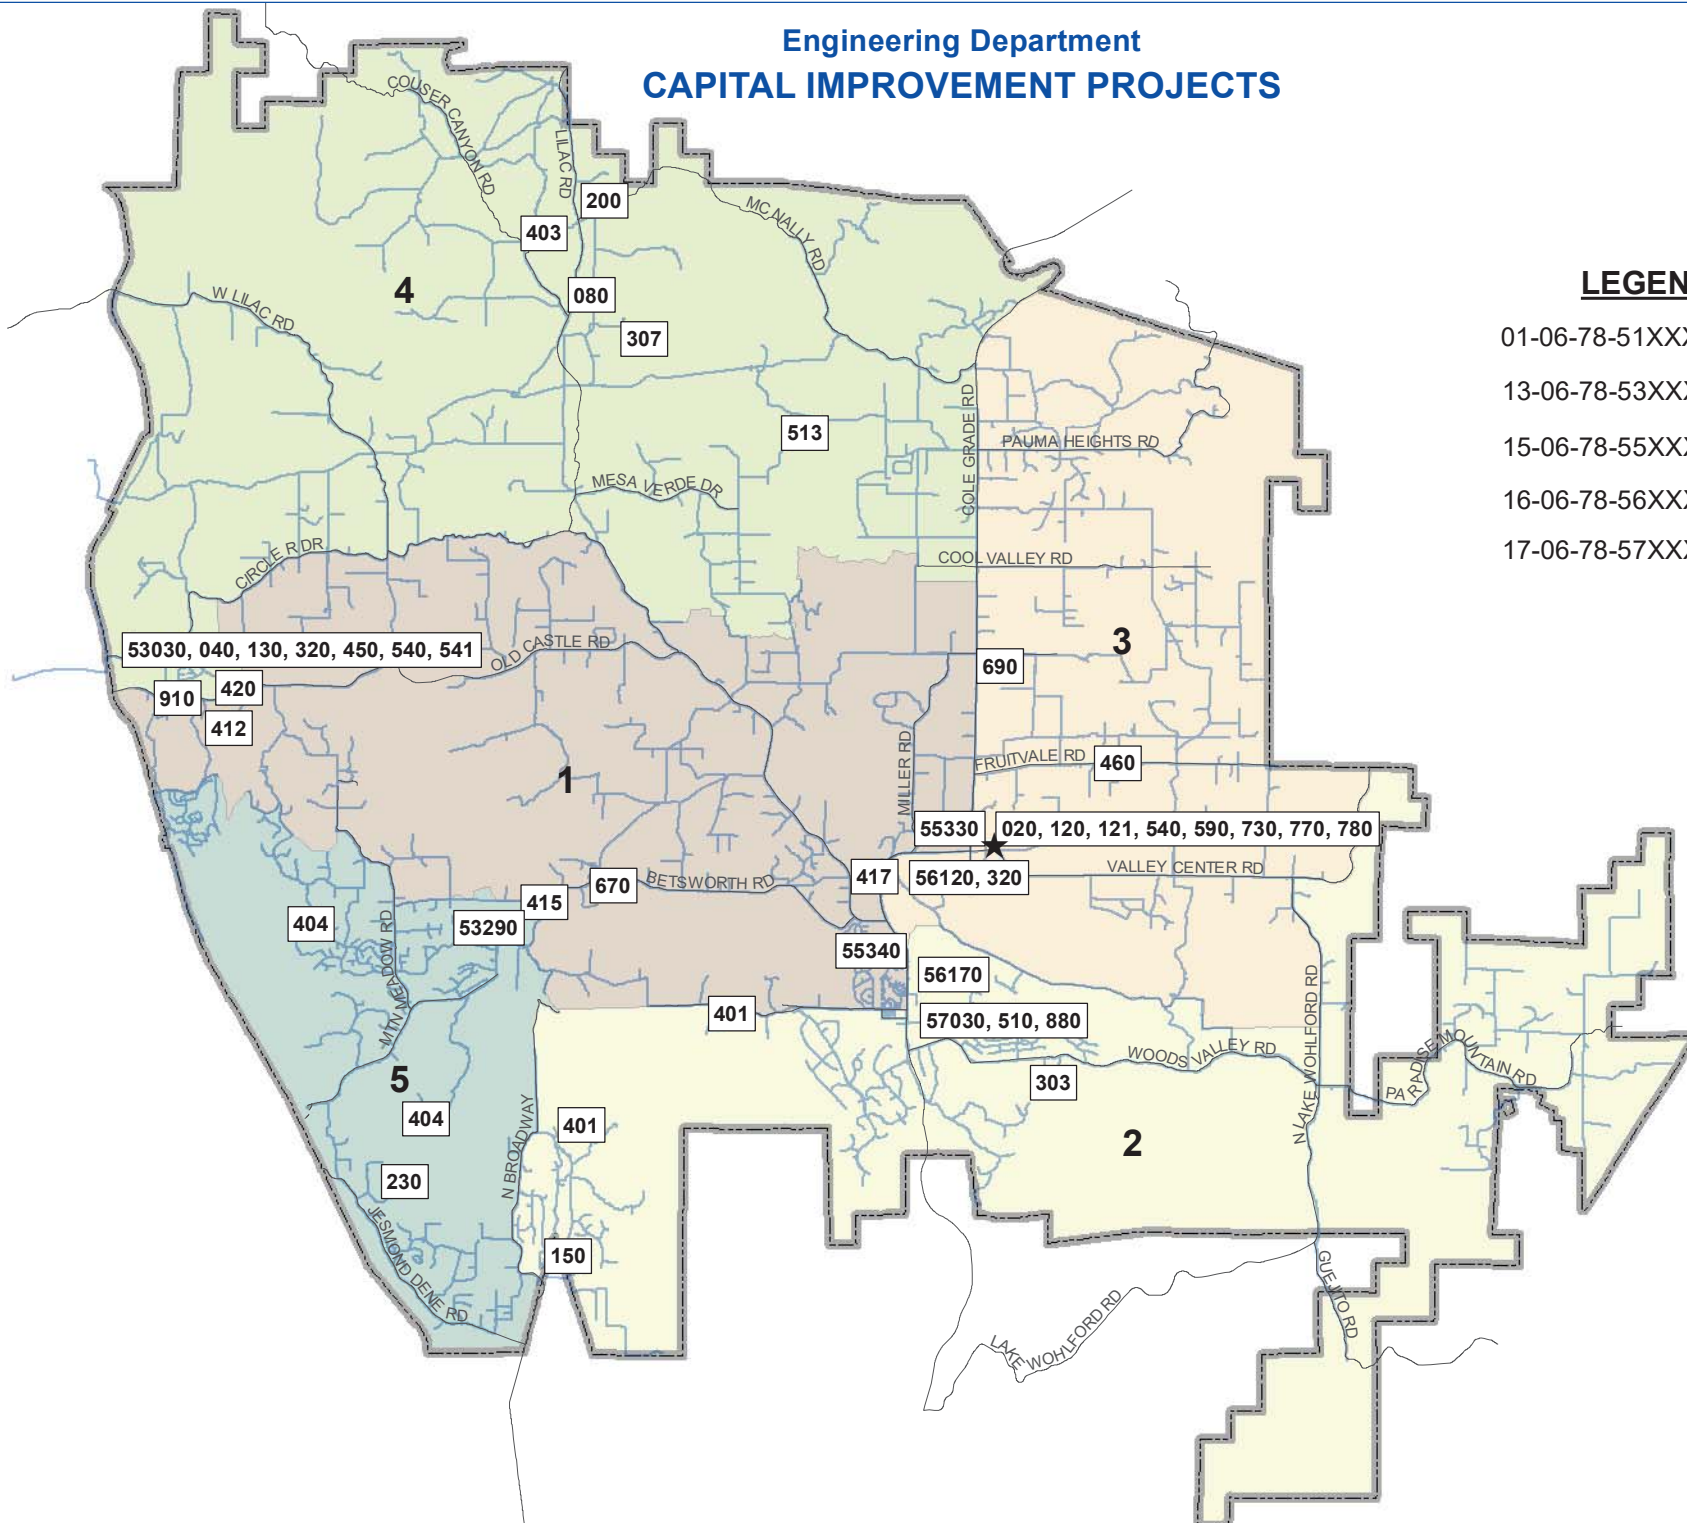 Engineering Department
CAPITAL IMPROVEMENT PROJECTS
COUSER CANYON RD
LILAC RD
200
403
MC NALLY RD
4
080
W LILAC RD
307
LEGEN
01-06-78-51XXX
13-06-78-53XXX
15-06-78-55XXX
16-06-78-56XXX
17-06-78-57XXX
513
COLE GRADE RD
PAUMA HEIGHTS RD
MESA VERDE DR
CIRCLE R DR
COOL VALLEY RD
53030, 040, 130, 320, 450, 540, 541
OLD CASTLE RD
3
690
910
420
412
1
MILLER RD
FRUITVALE RD
460
55330
020, 120, 121, 540, 590, 730, 770, 780
417
56120, 320
VALLEY CENTER RD
670
BETSWORTH RD
415
404
53290
MTN MEADOW RD
55340
56170
401
57030, 510, 880
N LAKE WOHLFORD RD
WOODS VALLEY RD
PARADISE MOUNTAIN RD
303
5
404
N BROADWAY
401
2
230
JESMOND DENE RD
150
GUEJITO RD
LAKE WOHLFORD RD